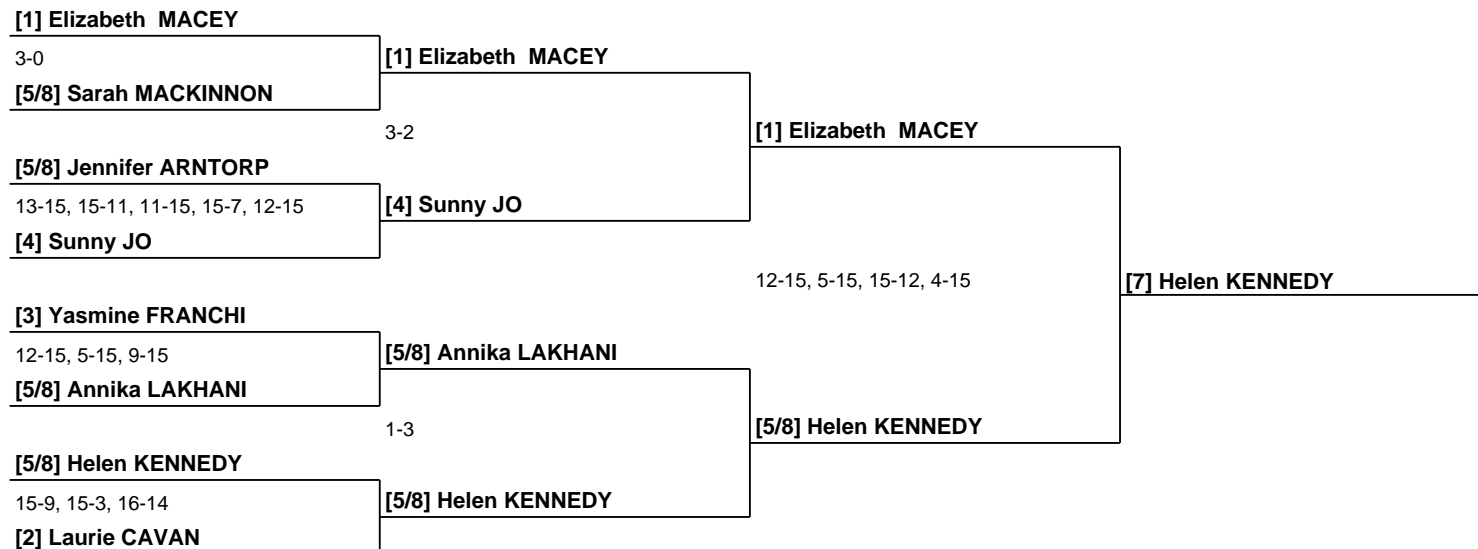 [1] Elizabeth  MACEY
3-0
[1] Elizabeth  MACEY
[5/8] Sarah MACKINNON
3-2
[1] Elizabeth  MACEY
[5/8] Jennifer ARNTORP
13-15, 15-11, 11-15, 15-7, 12-15
[4] Sunny JO
[4] Sunny JO
12-15, 5-15, 15-12, 4-15
[7] Helen KENNEDY
[3] Yasmine FRANCHI
12-15, 5-15, 9-15
[5/8] Annika LAKHANI
[5/8] Annika LAKHANI
1-3
[5/8] Helen KENNEDY
[5/8] Helen KENNEDY
15-9, 15-3, 16-14
[5/8] Helen KENNEDY
[2] Laurie CAVAN